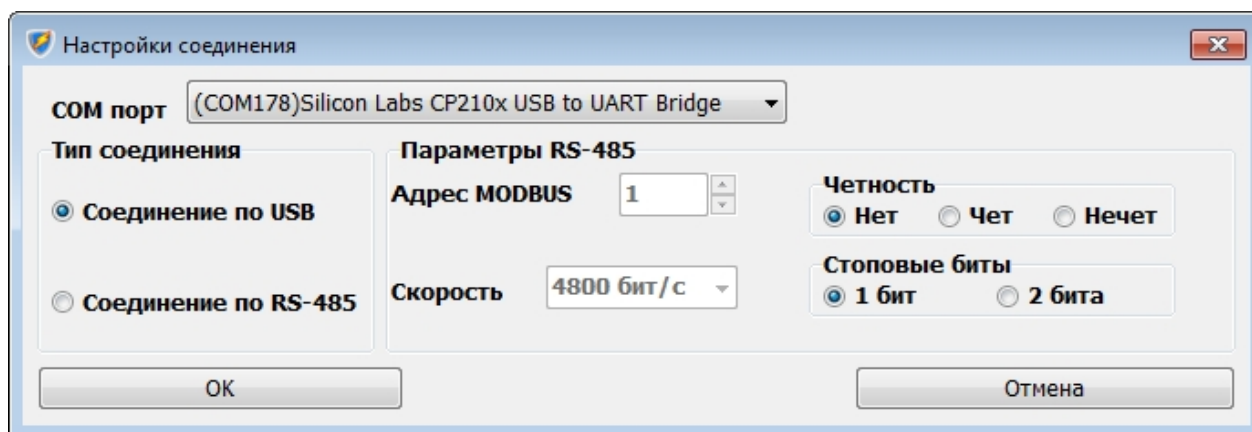 Настройки соединения
COM порт (COM178)Silicon Labs CP210x USB to UART Bridge
Тип соединения
Соединение по USB
Соединение по RS-485
Параметры RS-485
Адрес MODBUS 1
Скорость 4800 бит/с
Четность
Нет Чет Нечет
Стоповые биты
1 бит 2 бита
OK Отмена